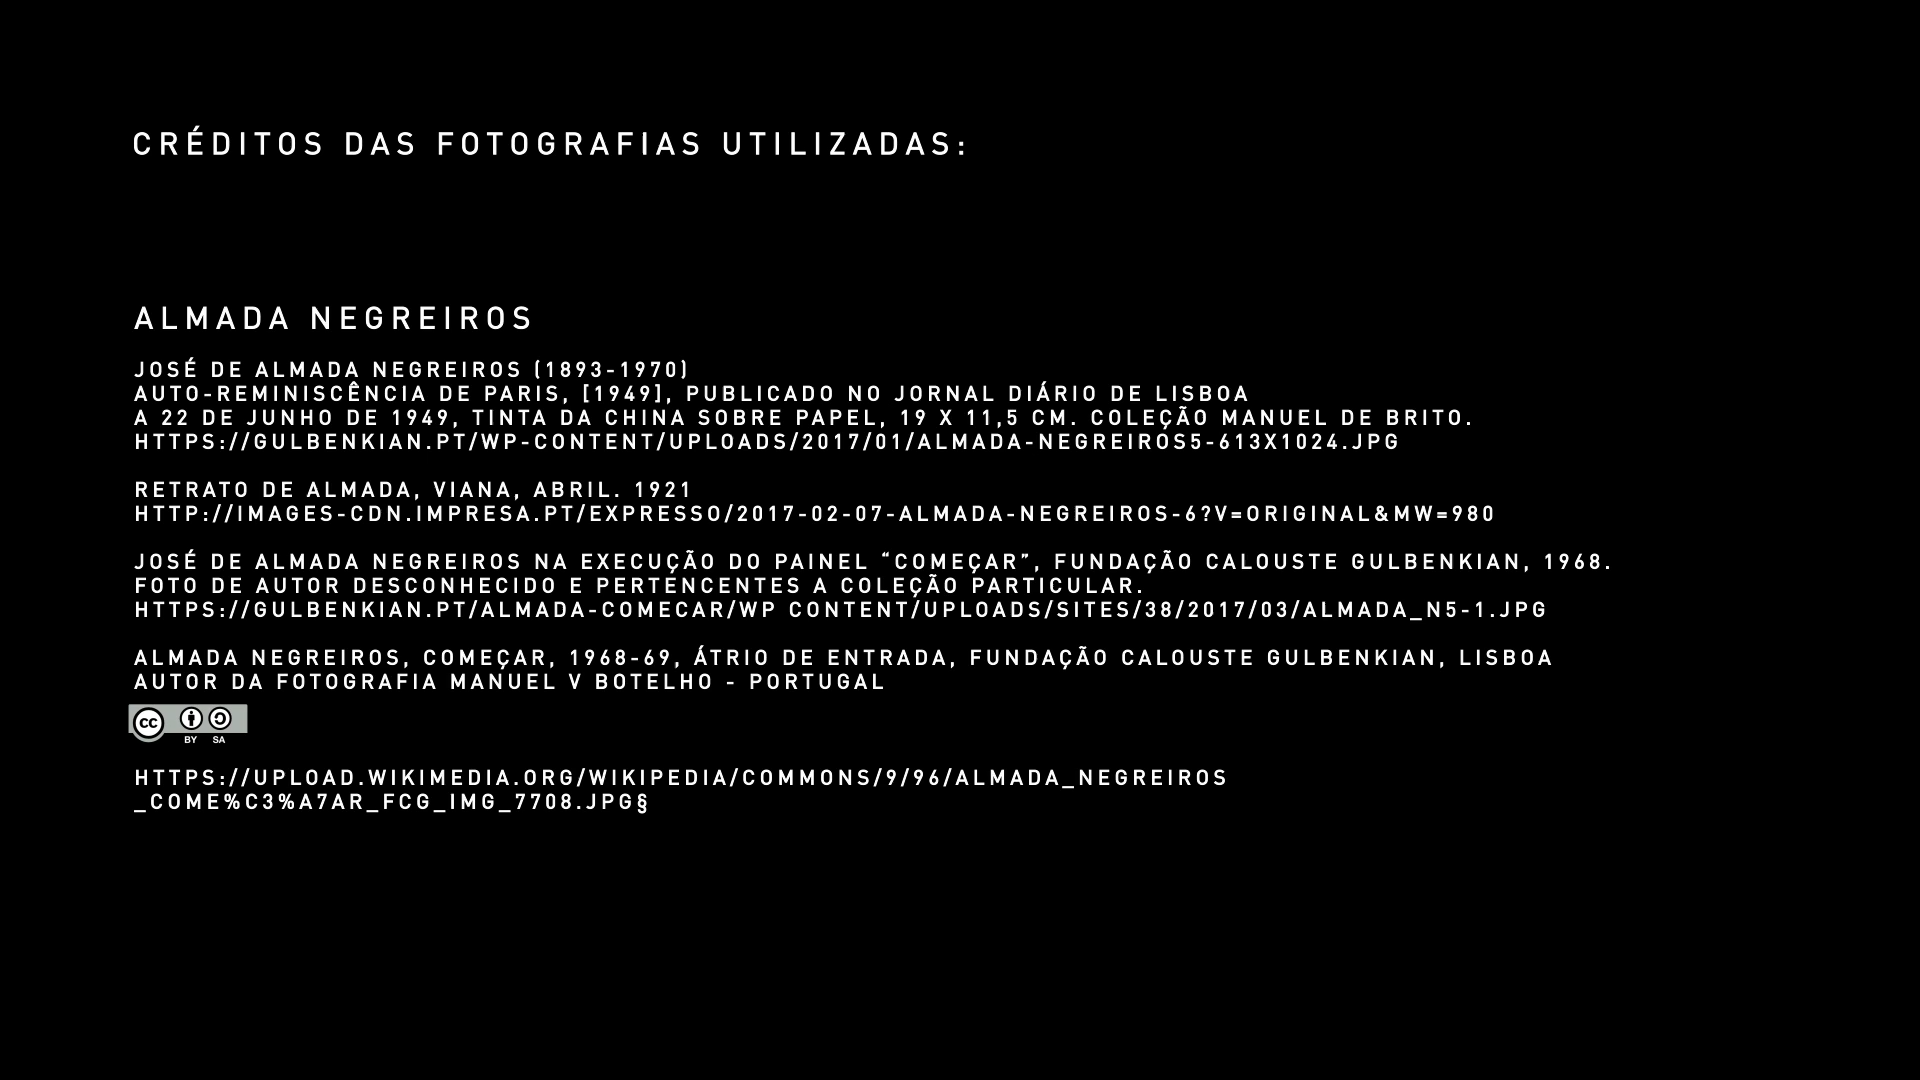 CRÉDITOS DAS FOTOGRAFIAS UTILIZADAS:
ALMADA NEGREIROS
JOSÉ DE ALMADA NEGREIROS (1893-1970)
AUTO-REMINISCÊNCIA DE PARIS, [1949], PUBLICADO NO JORNAL DIÁRIO DE LISBOA
A 22 DE JUNHO DE 1949, TINTA DA CHINA SOBRE PAPEL, 19 X 11,5 CM. COLEÇÃO MANUEL DE BRITO.
HTTPS://GULBENKIAN.PT/WP-CONTENT/UPLOADS/2017/01/ALMADA-NEGREIROS5-613X1024.JPG
RETRATO DE ALMADA, VIANA, ABRIL. 1921
HTTP://IMAGES-CDN.IMPRESA.PT/EXPRESSO/2017-02-07-ALMADA-NEGREIROS-6?V=ORIGINAL&MW=980
JOSÉ DE ALMADA NEGREIROS NA EXECUÇÃO DO PAINEL “COMEÇAR”, FUNDAÇÃO CALOUSTE GULBENKIAN, 1968.
FOTO DE AUTOR DESCONHECIDO E PERTENCENTES A COLEÇÃO PARTICULAR.
HTTPS://GULBENKIAN.PT/ALMADA-COMECAR/WP CONTENT/UPLOADS/SITES/38/2017/03/ALMADA_N5-1.JPG
ALMADA NEGREIROS, COMEÇAR, 1968-69, ÁTRIO DE ENTRADA, FUNDAÇÃO CALOUSTE GULBENKIAN, LISBOA
AUTOR DA FOTOGRAFIA MANUEL V BOTELHO - PORTUGAL
CC
BY SA
HTTPS://UPLOAD.WIKIMEDIA.ORG/WIKIPEDIA/COMMONS/9/96/ALMADA_NEGREIROS
_COME%C3%A7AR_FCG_IMG_7708.JPG§